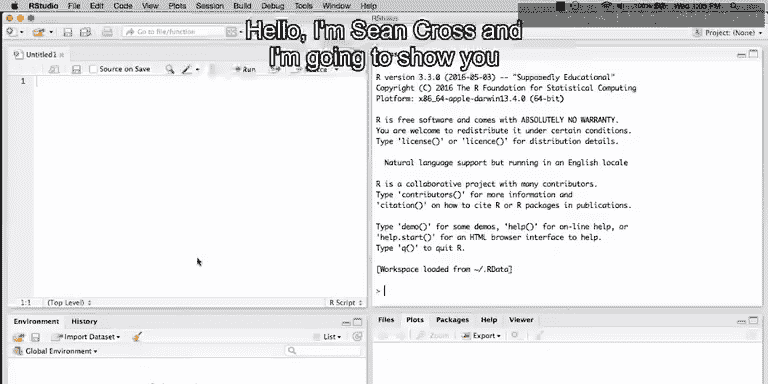 RStudio File Edit Code View Plots Session Build Debug Tools Window Help Wed 1:05 PM
RStudio
Go to file/function Project: (None)
Hello, I'm Sean Cross and
I'm going to show you
Untitled1
Source on Save Run
1
1:1 (Top Level) R Script
R version 3.3.0 (2016-05-03) -- "Supposedly Educational"
Copyright (C) 2016 The R Foundation for Statistical Computing
Platform: x86_64-apple-darwin13.4.0 (64-bit)
R is free software and comes with ABSOLUTELY NO WARRANTY.
You are welcome to redistribute it under certain conditions.
Type 'license()' or 'licence()' for distribution details.
Natural language support but running in an English locale
R is a collaborative project with many contributors.
Type 'contributors()' for more information and
'citation()' on how to cite R or R packages in publications.
Type 'demo()' for some demos, 'help()' for on-line help, or
'help.start()' for an HTML browser interface to help.
Type 'q()' to quit R.
[Workspace loaded from ~/.RData]
>
Environment History
Import Dataset List
Global Environment
Files Plots Packages Help Viewer
Zoom Export